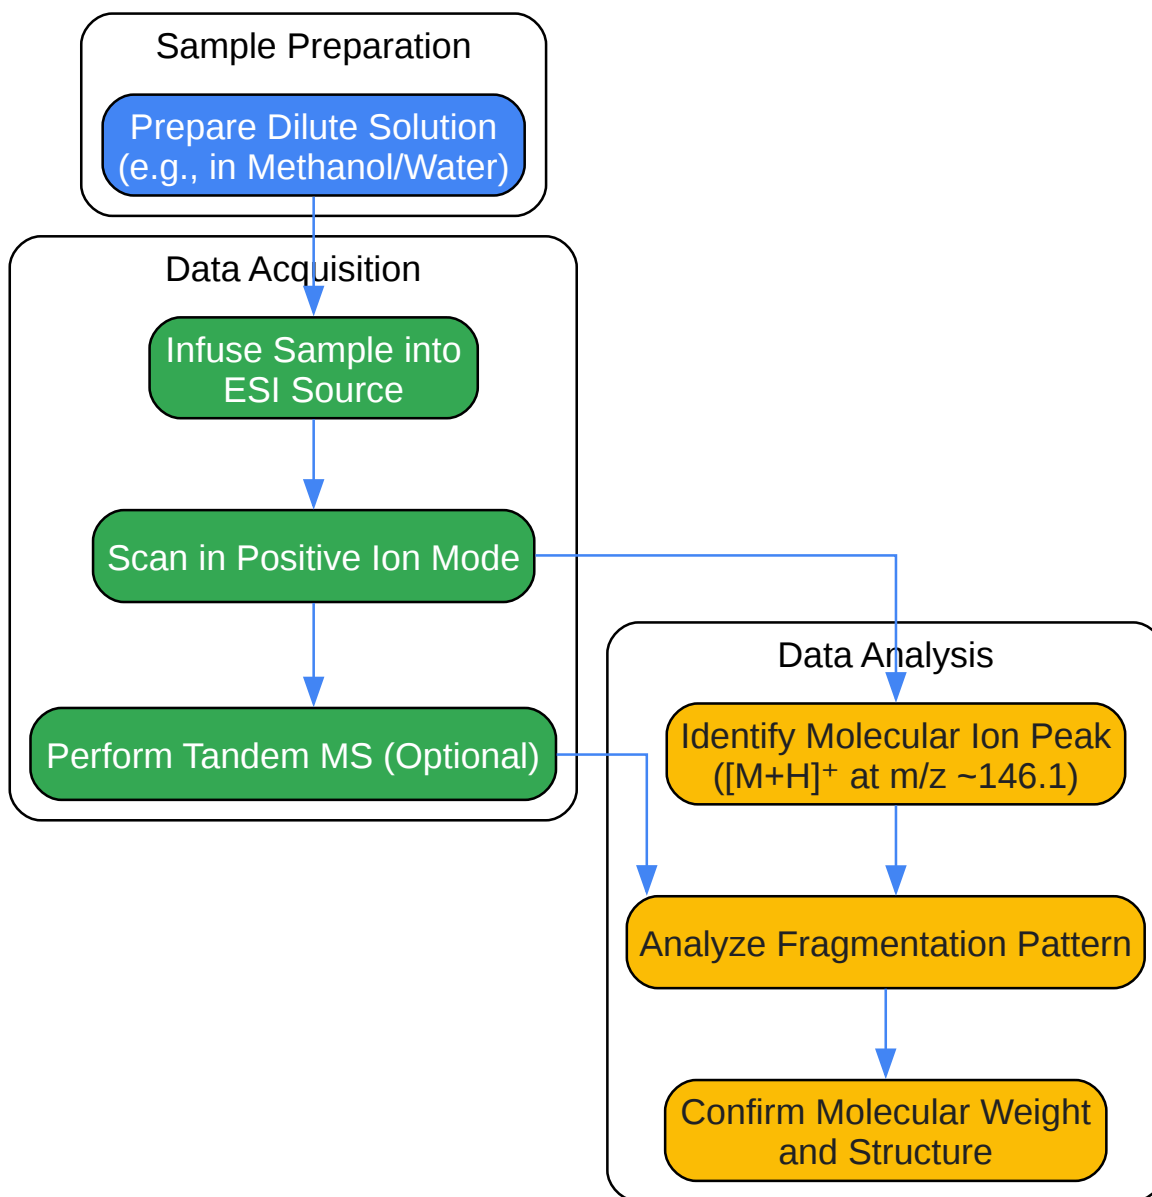 Sample Preparation
Prepare Dilute Solution
(e.g., in Methanol/Water)
Data Acquisition
Infuse Sample into
ESI Source
Scan in Positive Ion Mode
Perform Tandem MS (Optional)
Data Analysis
Identify Molecular Ion Peak
([M+H]⁺ at m/z ~146.1)
Analyze Fragmentation Pattern
Confirm Molecular Weight
and Structure